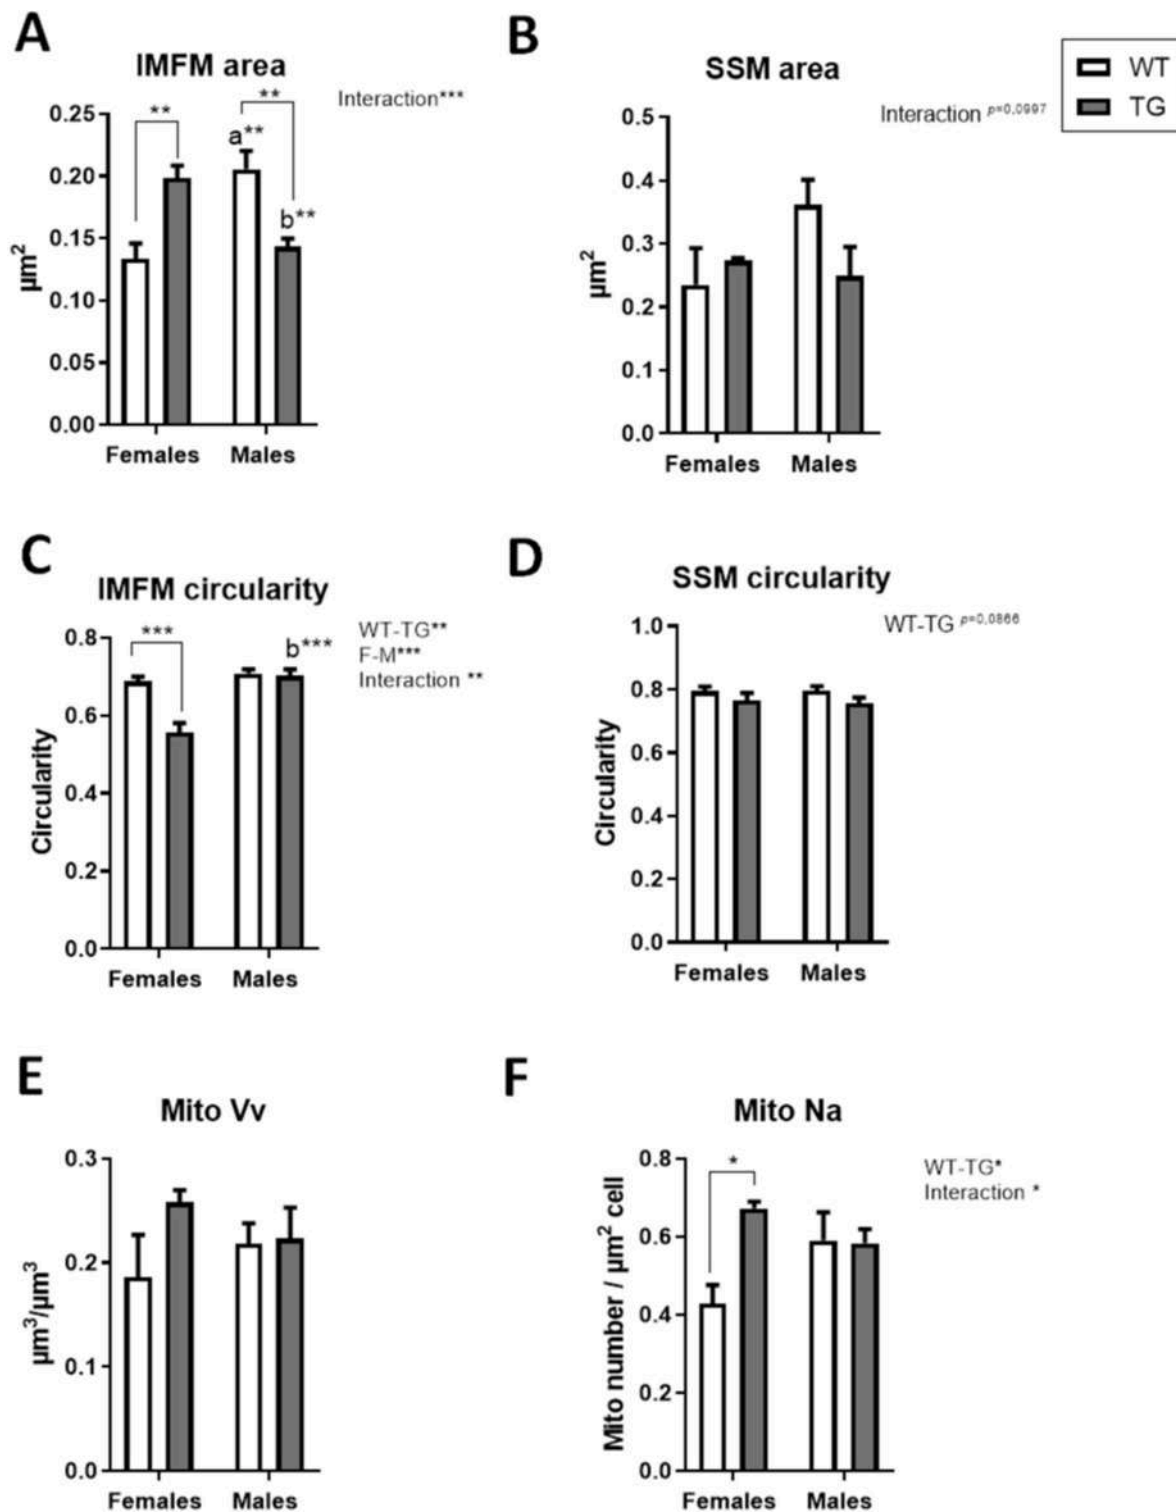 A
IMFM area
Interaction***
0.25
0.20
0.15
0.10
0.05
0.00
µm²
**
**
a**
b**
Females
Males
B
SSM area
Interaction p=0,0997
WT
TG
0.5
0.4
0.3
0.2
0.1
0.0
µm²
Females
Males
C
IMFM circularity
WT-TG**
F-M***
Interaction **
0.8
0.6
0.4
0.2
0.0
Circularity
***
b***
Females
Males
D
SSM circularity
WT-TG p=0,0866
1.0
0.8
0.6
0.4
0.2
0.0
Circularity
Females
Males
E
Mito Vv
0.3
0.2
0.1
0.0
µm³/µm³
Females
Males
F
Mito Na
WT-TG*
Interaction *
0.8
0.6
0.4
0.2
0.0
Mito number / µm² cell
*
Females
Males